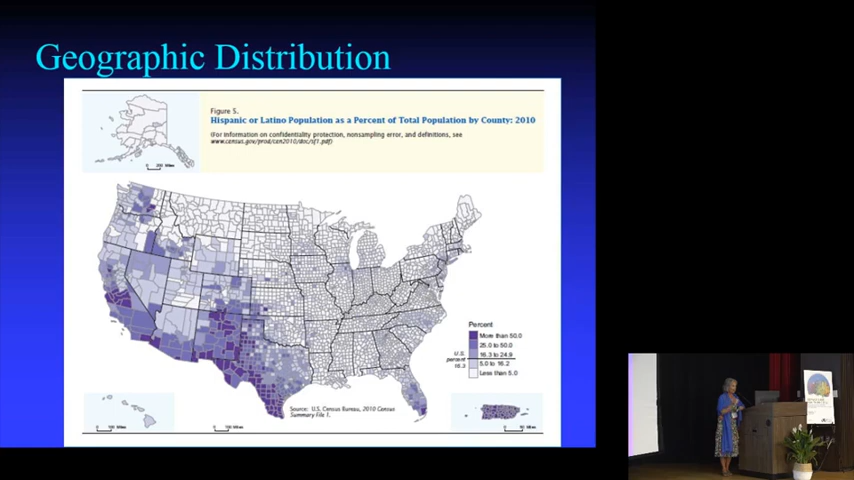 Geographic Distribution
Figure 5.
Hispanic or Latino Population as a Percent of Total Population by County: 2010
(For information on confidentiality protection, nonsampling error, and definitions, see
www.census.gov/prod/cen2010/doc/sf1.pdf)
200 Miles
Percent
More than 50.0
25.0 to 50.0
16.3 to 24.9
5.0 to 16.2
Less than 5.0
U.S.
percent
16.3
Source: U.S. Census Bureau, 2010 Census
Summary File 1.
100 Miles
100 Miles